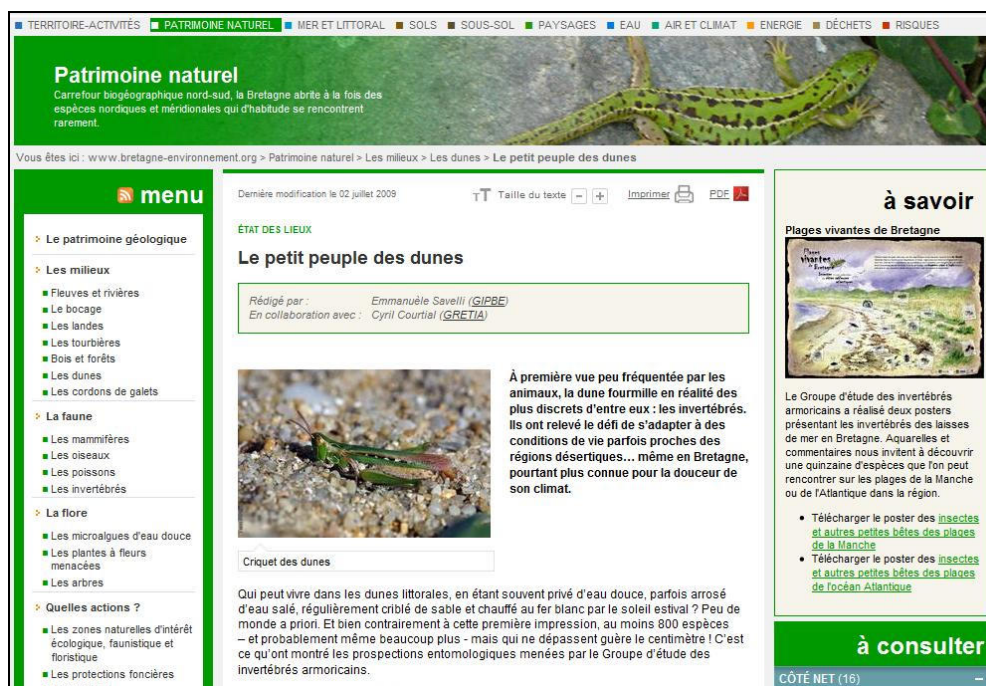 TERRITOIRE-ACTIVITÉS PATRIMOINE NATUREL MER ET LITTORAL SOLS SOUS-SOL PAYSAGES EAU AIR ET CLIMAT ENERGIE DÉCHETS RISQUES
Patrimoine naturel
Carrefour biogéographique nord-sud, la Bretagne abrite à la fois des
espèces nordiques et méridionales qui d'habitude se rencontrent
rarement.
Vous êtes ici : www.bretagne-environnement.org > Patrimoine naturel > Les milieux > Les dunes > Le petit peuple des dunes
menu
Le patrimoine géologique
Les milieux
Fleuves et rivières
Le bocage
Les landes
Les tourbières
Bois et forêts
Les dunes
Les cordons de galets
La faune
Les mammifères
Les oiseaux
Les poissons
Les invertébrés
La flore
Les microalgues d'eau douce
Les plantes à fleurs
menacées
Les arbres
Quelles actions ?
Les zones naturelles d'intérêt
écologique, faunistique et
floristique
Les protections foncières
Dernière modification le 02 juillet 2009
TT Taille du texte - +
Imprimer
PDF
ÉTAT DES LIEUX
Le petit peuple des dunes
Rédigé par : Emmanuèle Savelli (GIPBE)
En collaboration avec : Cyril Courtial (GRETIA)
À première vue peu fréquentée par les
animaux, la dune fourmille en réalité des
plus discrets d'entre eux : les invertébrés.
Ils ont relevé le défi de s'adapter à des
conditions de vie parfois proches des
régions désertiques... même en Bretagne,
pourtant plus connue pour la douceur de
son climat.
Criquet des dunes
Qui peut vivre dans les dunes littorales, en étant souvent privé d'eau douce, parfois arrosé
d'eau salé, régulièrement criblé de sable et chauffé au fer blanc par le soleil estival ? Peu de
monde a priori. Et bien contrairement à cette première impression, au moins 800 espèces
– et probablement même beaucoup plus - mais qui ne dépassent guère le centimètre ! C'est
ce qu'ont montré les prospections entomologiques menées par le Groupe d'étude des
invertébrés armoricains.
à savoir
Plages vivantes de Bretagne
Plages
vivantes
de Bretagne
Le Groupe d'étude des invertébrés
armoricains a réalisé deux posters
présentant les invertébrés des laisses
de mer en Bretagne. Aquarelles et
commentaires nous invitent à découvrir
une quinzaine d'espèces que l'on peut
rencontrer sur les plages de la Manche
ou de l'Atlantique dans la région.
Télécharger le poster des insectes
et autres petites bêtes des plages
de la Manche
Télécharger le poster des insectes
et autres petites bêtes des plages
de l'océan Atlantique
à consulter
CÔTÉ NET (16) –